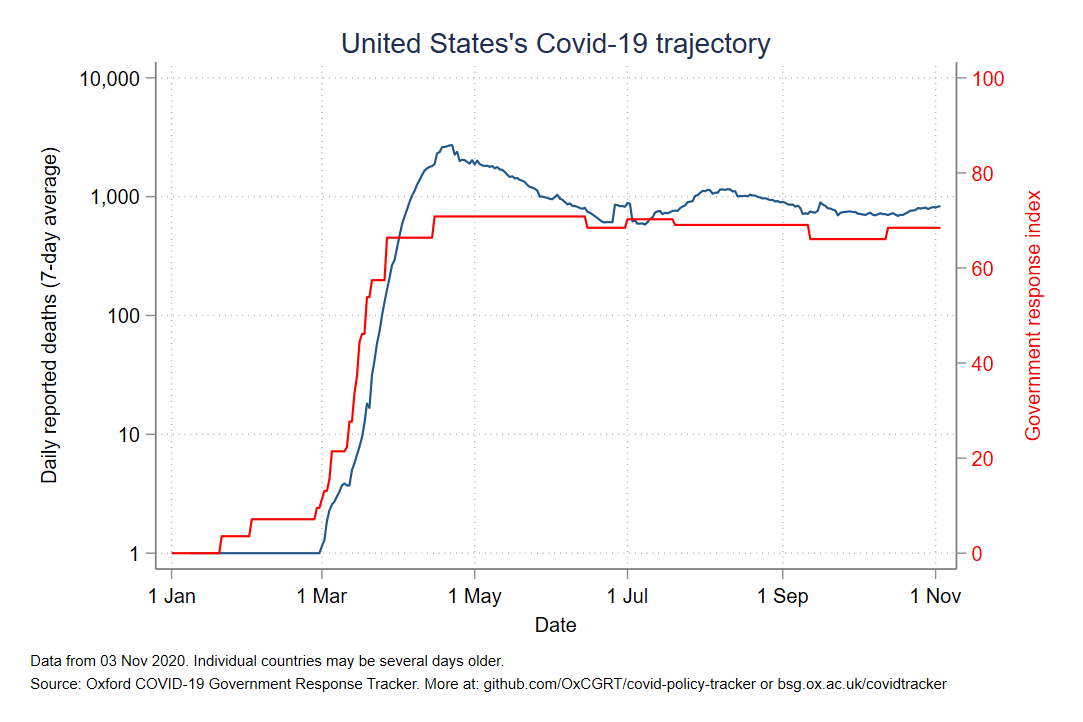 United States's Covid-19 trajectory
10,000
1,000
100
10
1
Daily reported deaths (7-day average)
100
80
60
40
20
0
Government response index
1 Jan
1 Mar
1 May
1 Jul
1 Sep
1 Nov
Date
Data from 03 Nov 2020. Individual countries may be several days older.
Source: Oxford COVID-19 Government Response Tracker. More at: github.com/OxCGRT/covid-policy-tracker or bsg.ox.ac.uk/covidtracker